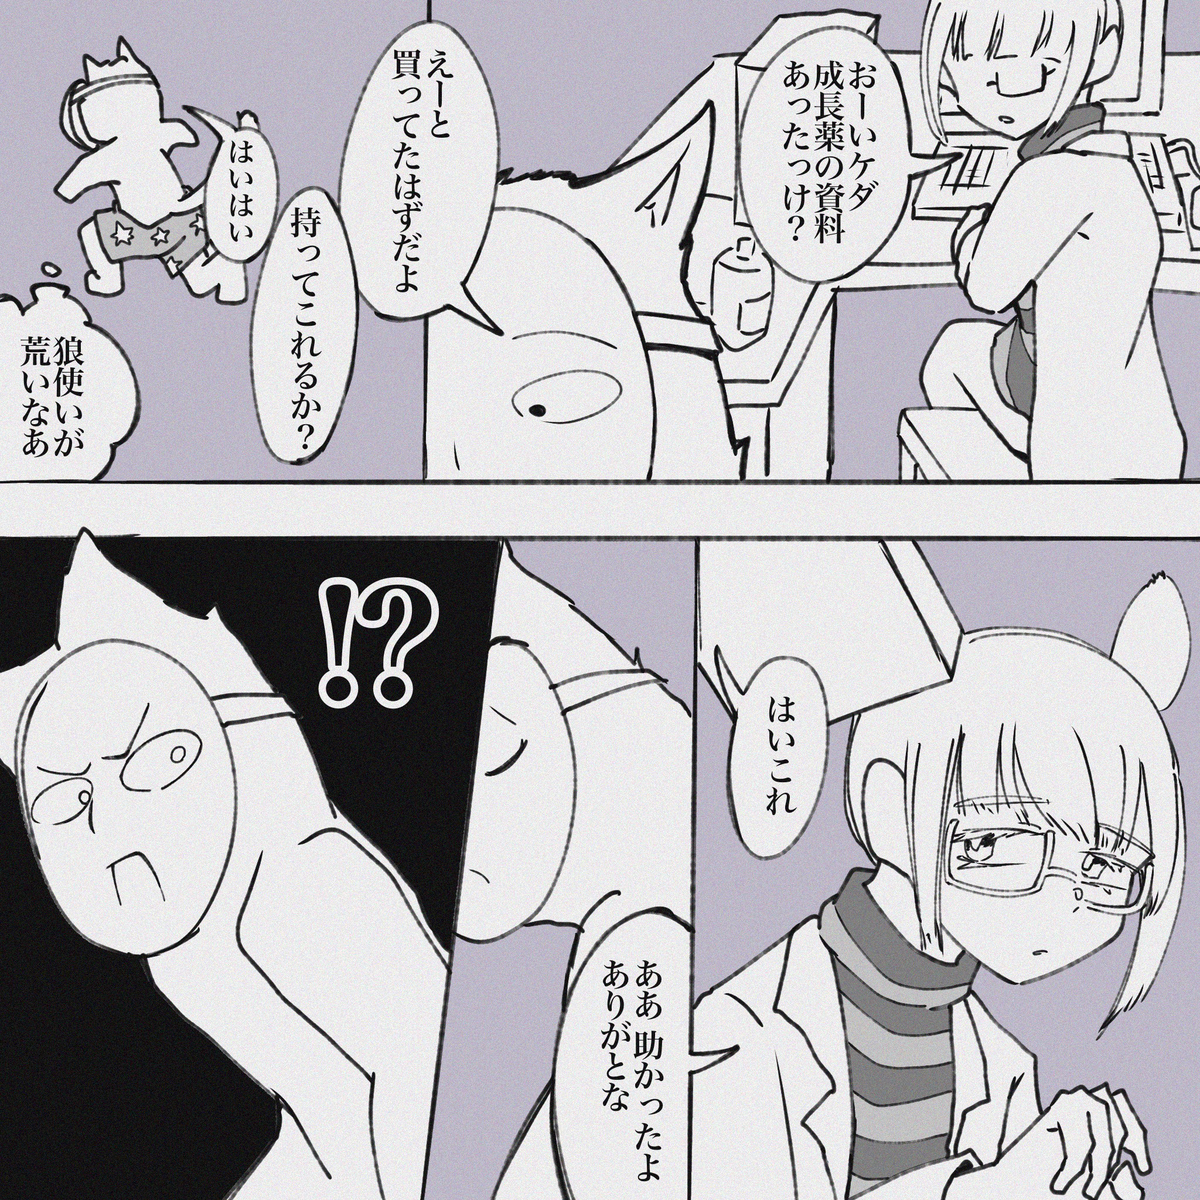 おーいケダ
成長薬の資料
あったっけ？
えーと
買ってたはずだよ
持ってこれるか？
はいはい
狼使いが
荒いなあ
はいこれ
ああ 助かったよ
ありがとな
!?